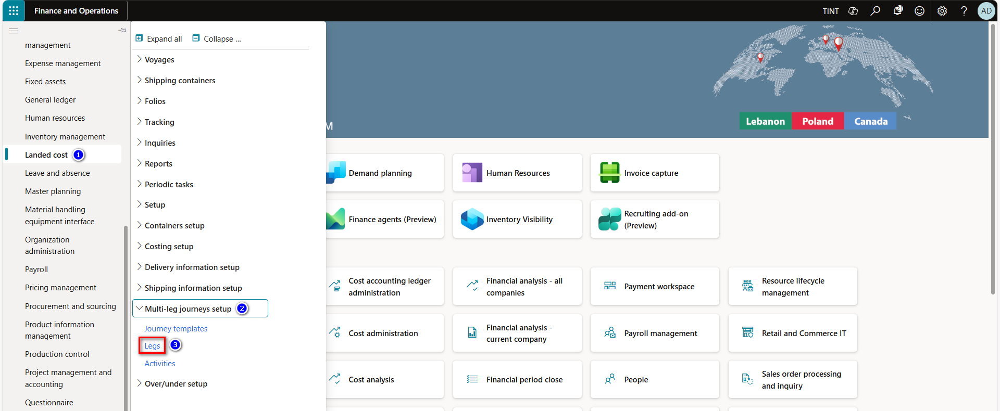 Finance and Operations
TINT
21
AD
management
Expense management
Fixed assets
General ledger
Human resources
Inventory management
Landed cost 1
Leave and absence
Master planning
Material handling
equipment interface
Organization
administration
Payroll
Pricing management
Procurement and sourcing
Product information
management
Production control
Project management and
accounting
Questionnaire
Expand all
Collapse ...
Voyages
Shipping containers
Folios
Tracking
Inquiries
Reports
Periodic tasks
Setup
Containers setup
Costing setup
Delivery information setup
Shipping information setup
Multi-leg journeys setup 2
Journey templates
Legs 3
Activities
Over/under setup
M
Lebanon Poland Canada
Demand planning
Human Resources
Invoice capture
Finance agents (Preview)
Inventory Visibility
Recruiting add-on
(Preview)
Cost accounting ledger
administration
Financial analysis - all
companies
Payment workspace
Resource lifecycle
management
Cost administration
Financial analysis -
current company
Payroll management
Retail and Commerce IT
Cost analysis
Financial period close
People
Sales order processing
and inquiry